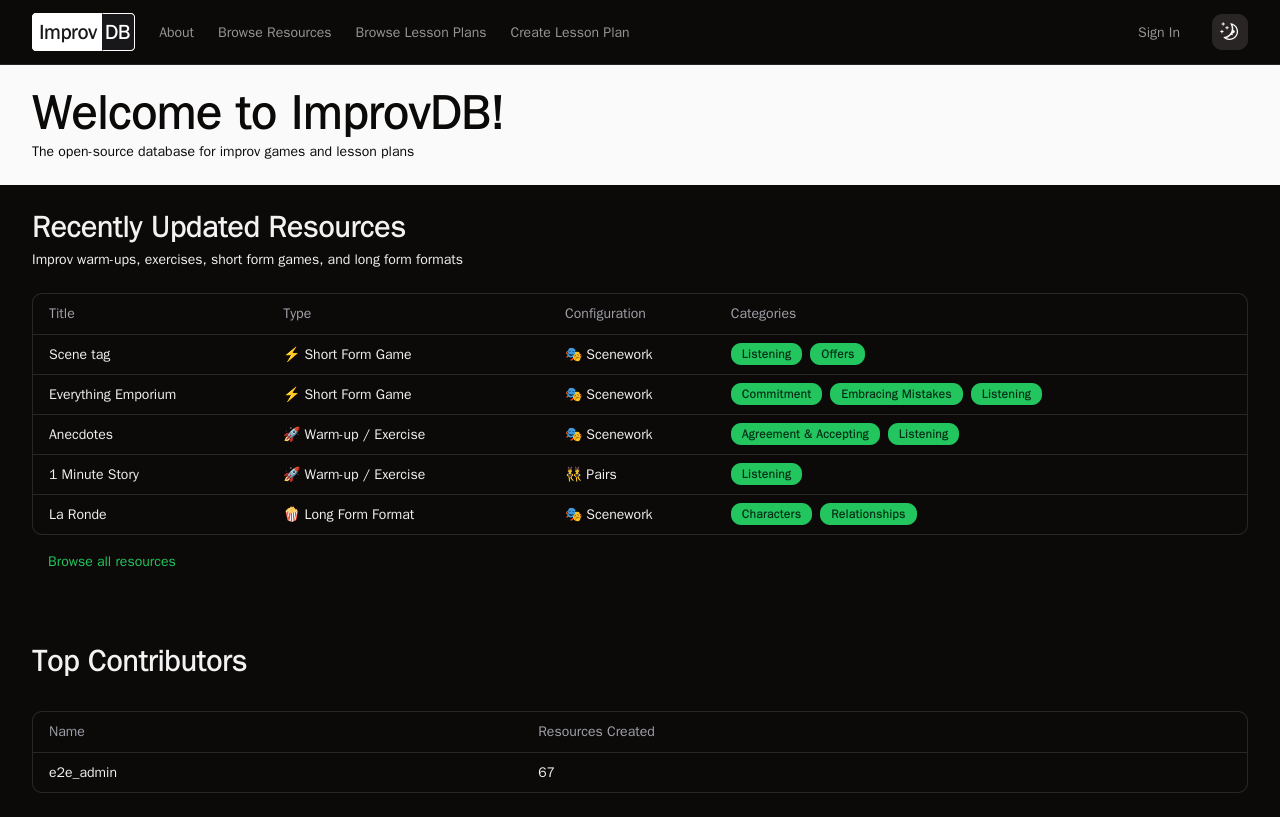 Improv DB About Browse Resources Browse Lesson Plans Create Lesson Plan Sign In
Welcome to ImprovDB!
The open-source database for improv games and lesson plans
Recently Updated Resources
Improv warm-ups, exercises, short form games, and long form formats
Title Type Configuration Categories
Scene tag ⚡ Short Form Game 🎭 Scenework Listening Offers
Everything Emporium ⚡ Short Form Game 🎭 Scenework Commitment Embracing Mistakes Listening
Anecdotes 🚀 Warm-up / Exercise 🎭 Scenework Agreement & Accepting Listening
1 Minute Story 🚀 Warm-up / Exercise 👯 Pairs Listening
La Ronde 🍿 Long Form Format 🎭 Scenework Characters Relationships
Browse all resources
Top Contributors
Name Resources Created
e2e_admin 67